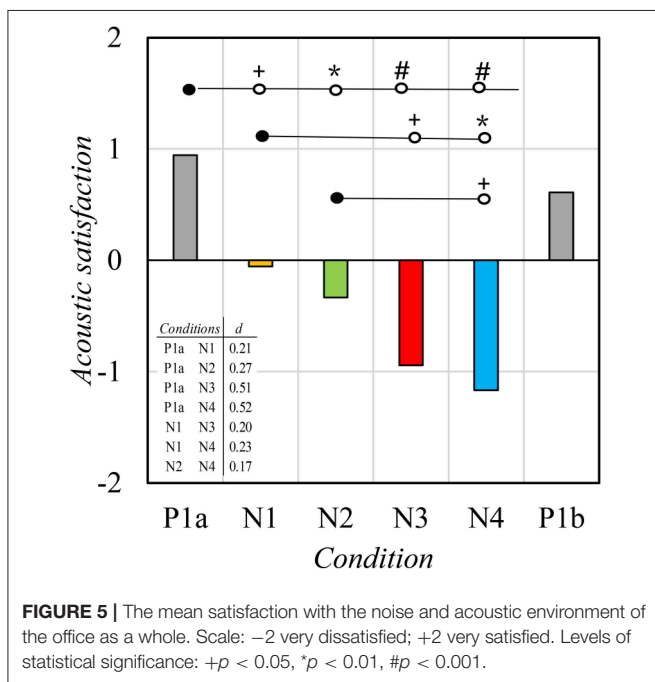 2
+ * # #
1
+ *
+
0
-1
-2
Acoustic satisfaction
Conditions d
P1a N1 0.21
P1a N2 0.27
P1a N3 0.51
P1a N4 0.52
N1 N3 0.20
N1 N4 0.23
N2 N4 0.17
P1a N1 N2 N3 N4 P1b
Condition
FIGURE 5 | The mean satisfaction with the noise and acoustic environment of
the office as a whole. Scale: −2 very dissatisfied; +2 very satisfied. Levels of
statistical significance: +p < 0.05, *p < 0.01, #p < 0.001.